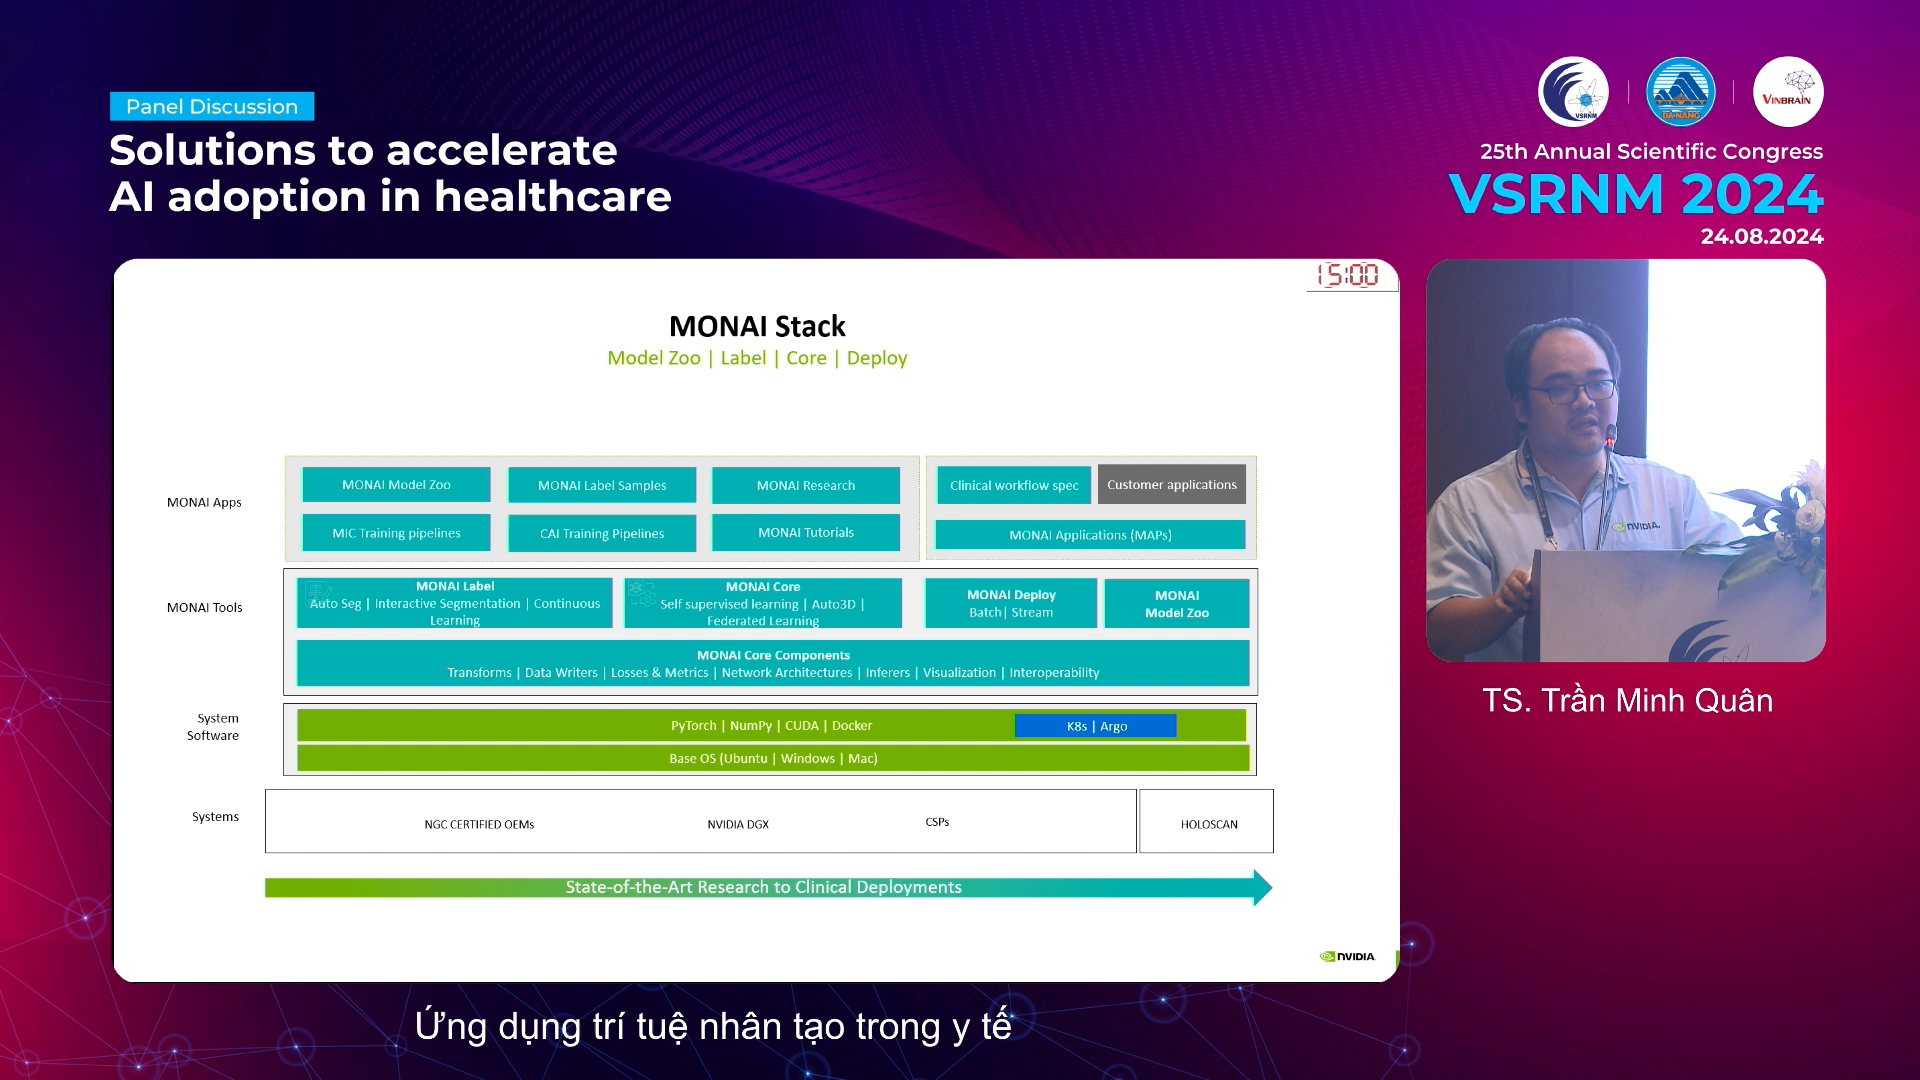 Panel Discussion
Solutions to accelerate
AI adoption in healthcare
VSRNM
DA NANG
VINBRAIN
25th Annual Scientific Congress
VSRNM 2024
24.08.2024
15:00
MONAI Stack
Model Zoo | Label | Core | Deploy
MONAI Apps
MONAI Model Zoo
MONAI Label Samples
MONAI Research
Clinical workflow spec
Customer applications
MIC Training pipelines
CAI Training Pipelines
MONAI Tutorials
MONAI Applications (MAPs)
MONAI Tools
MONAI Label
Auto Seg | Interactive Segmentation | Continuous
Learning
MONAI Core
Self supervised learning | Auto3D |
Federated Learning
MONAI Deploy
Batch| Stream
MONAI
Model Zoo
MONAI Core Components
Transforms | Data Writers | Losses & Metrics | Network Architectures | Inferers | Visualization | Interoperability
System
Software
PyTorch | NumPy | CUDA | Docker
K8s | Argo
Base OS (Ubuntu | Windows | Mac)
Systems
NGC CERTIFIED OEMs
NVIDIA DGX
CSPs
HOLOSCAN
State-of-the-Art Research to Clinical Deployments
NVIDIA.
NVIDIA.
TS. Trần Minh Quân
Ứng dụng trí tuệ nhân tạo trong y tế